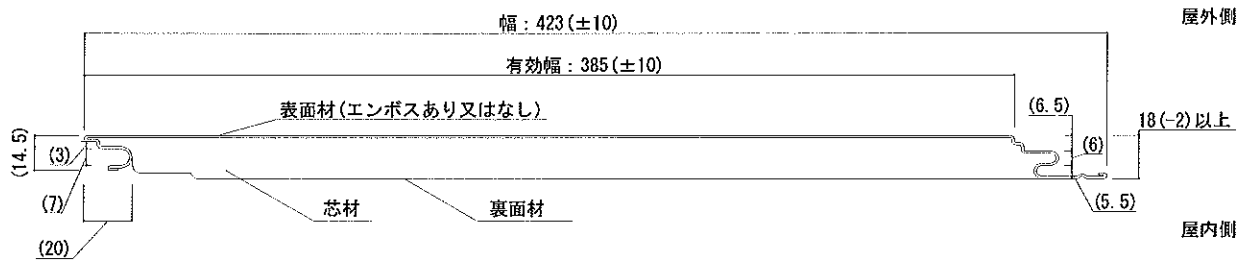 屋外側
幅:423(±10)
有効幅:385(±10)
表面材(エンボスあり又はなし)
(6.5)
18(-2)以上
(14.5)
(3)
(6)
(7)
芯材
裏面材
(5.5)
屋内側
(20)